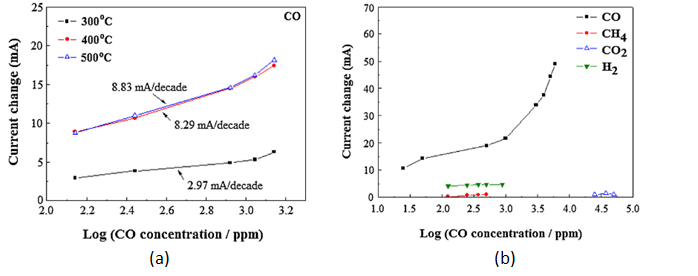 CO
300°C
400°C
500°C
8.83 mA/decade
8.29 mA/decade
2.97 mA/decade
Current change (mA)
25
20
15
10
5
0
2.0 2.2 2.4 2.6 2.8 3.0 3.2
Log (CO concentration / ppm)
(a)
CO
CH4
H2
CO2
Current change (mA)
70
60
50
40
30
20
10
0
1.0 1.5 2.0 2.5 3.0 3.5 4.0 4.5 5.0
Log (CO concentration / ppm)
(b)